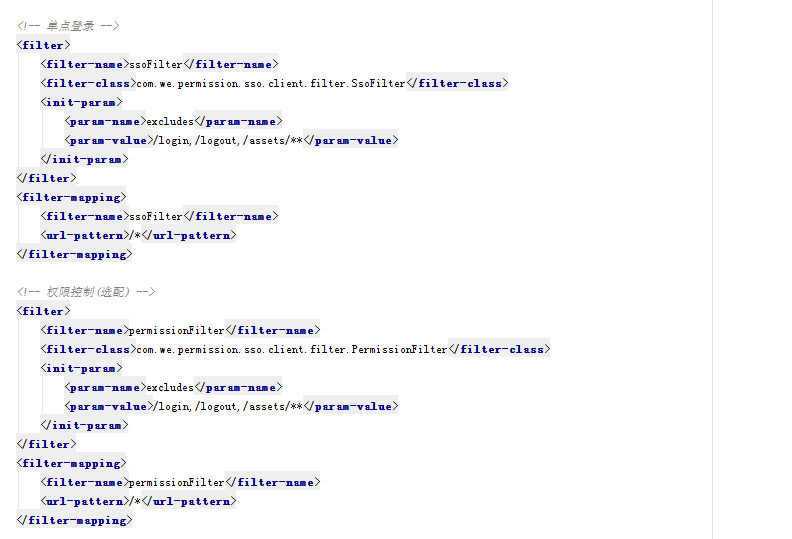 <!-- 单点登录 -->
<filter>
<filter-name>ssoFilter</filter-name>
<filter-class>com.we.permission.sso.client.filter.SsoFilter</filter-class>
<init-param>
<param-name>excludes</param-name>
<param-value>/login,/logout,/assets/**</param-value>
</init-param>
</filter>
<filter-mapping>
<filter-name>ssoFilter</filter-name>
<url-pattern>/*</url-pattern>
</filter-mapping>
<!-- 权限控制(选配) -->
<filter>
<filter-name>permissionFilter</filter-name>
<filter-class>com.we.permission.sso.client.filter.PermissionFilter</filter-class>
<init-param>
<param-name>excludes</param-name>
<param-value>/login,/logout,/assets/**</param-value>
</init-param>
</filter>
<filter-mapping>
<filter-name>permissionFilter</filter-name>
<url-pattern>/*</url-pattern>
</filter-mapping>